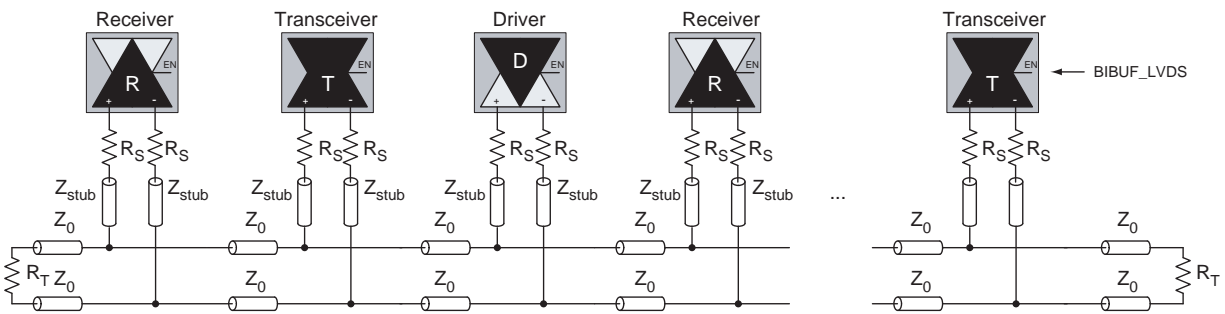 Receiver Transceiver Driver Receiver Transceiver
R EN + - T EN + - D EN + - R EN + - T EN + - BIBUF_LVDS
RS RS RS RS RS RS RS RS RS RS
Zstub Zstub Zstub Zstub Zstub Zstub Zstub Zstub ...
Z0 Z0 Z0 Z0 Z0 Z0
RT Z0 Z0 Z0 Z0 Z0 Z0 RT